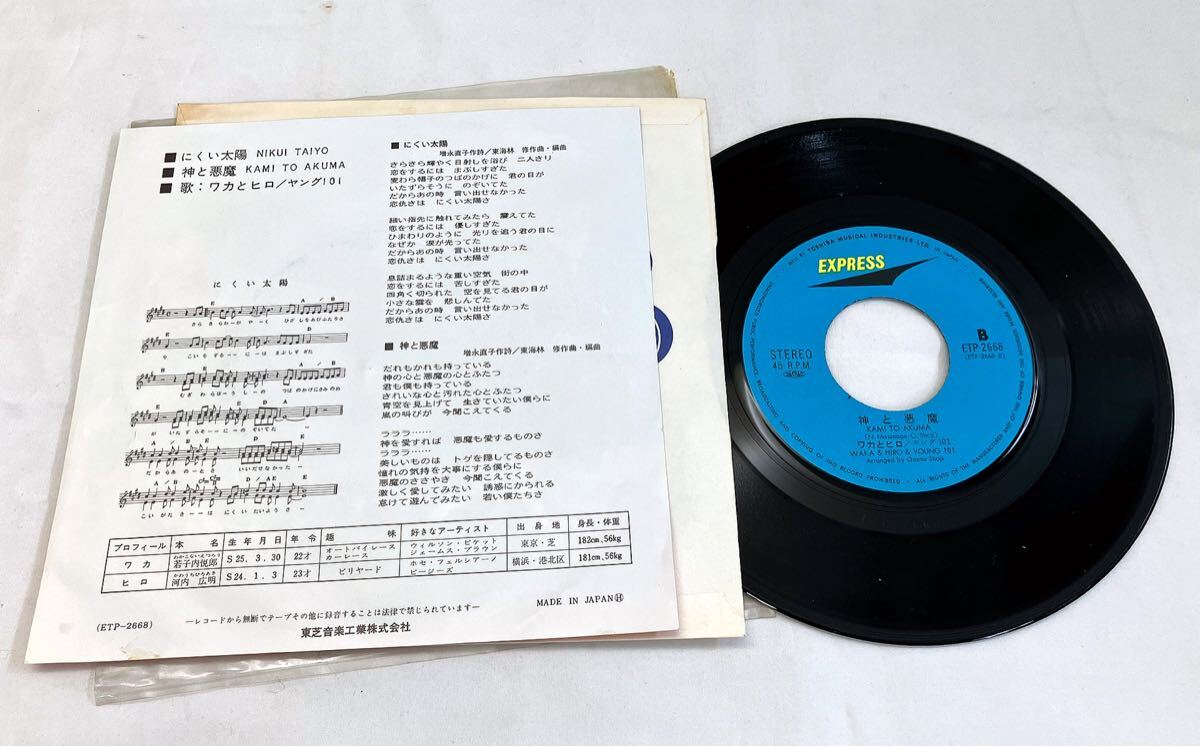 ■にくい太陽 NIKUI TAIYO
■神と悪魔 KAMI TO AKUMA
■歌：ワカとヒロ／ヤング101
にくい太陽
■にくい太陽
増永直子作詩／東海林 修作曲・編曲
さらさら輝やく日射しを浴び 二人きり
恋をするには まぶしすぎた
麦わら帽子のつばのかげに 君の目が
いたずらそうに のぞいてた
だからあの時 言い出せなかった
恋仇さは にくい太陽さ
細い指先に触れてみたら 震えてた
恋をするには 優しすぎた
ひまわりのように 光りを追う君の目に
なぜか 涙が光ってた
だからあの時 言い出せなかった
恋仇さは にくい太陽さ
息詰まるような重い空気 街の中
恋をするには 苦しすぎた
四角く切られた 空を見てる君の目が
小さな雲を 悲しんでた
だからあの時 言い出せなかった
恋仇さは にくい太陽さ
■神と悪魔
増永直子作詩／東海林 修作曲・編曲
だれもかれも持っている
神の心と悪魔の心とふたつ
君も僕も持っている
きれいな心と汚れた心とふたつ
青空を見上げて 生きていたい僕らに
嵐の叫びが 今聞こえてくる
ラララ……
神を愛すれば 悪魔も愛するものさ
ラララ……
美しいものは トゲを隠してるものさ
憧れの気持を大事にする僕らに
悪魔のささやき 今聞こえてくる
激しく愛してみたい 誘惑にかられる
怠けて遊んでみたい 若い僕たちさ
プロフィール 本名 生年月日 年令 趣味 好きなアーティスト 出身地 身長・体重
ワカ わかこないえつろう 若子内悦郎 S25.3.30 22才 オートバイレース カーレース ウィルソン・ピケット ジェームス・ブラウン 東京・芝 182cm、56kg
ヒロ かわうちひろあき 河内 広明 S24.1.3 23才 ビリヤード ホセ・フェルシアーノ ビージーズ 横浜・港北区 181cm、56kg
(ETP-2668)
—レコードから無断でテープその他に録音することは法律で禁じられています—
MADE IN JAPAN Ⓗ
東芝音楽工業株式会社
MFD BY TOSHIBA MUSICAL INDUSTRIES LTD. IN JAPAN
EXPRESS
STEREO
45 R.P.M.
B
ETP-2668
神と悪魔
KAMI TO AKUMA
(N. Masunaga-O. Shoji)
ワカとヒロ／ヤング101
WAKA & HIRO & YOUNG 101
Arranged by Osamu Shoji